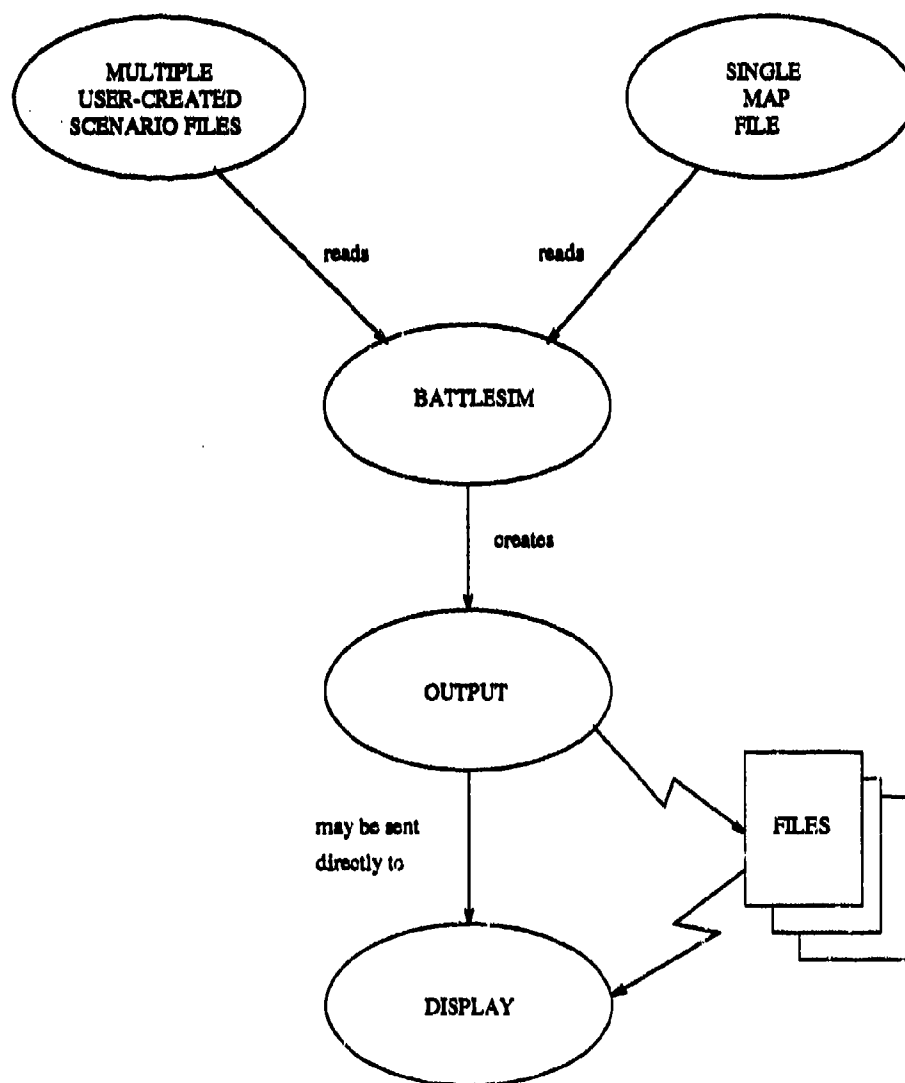 MULTIPLE
USER-CREATED
SCENARIO FILES
SINGLE
MAP
FILE
reads
reads
BATTLESIM
creates
OUTPUT
may be sent
directly to
FILES
DISPLAY